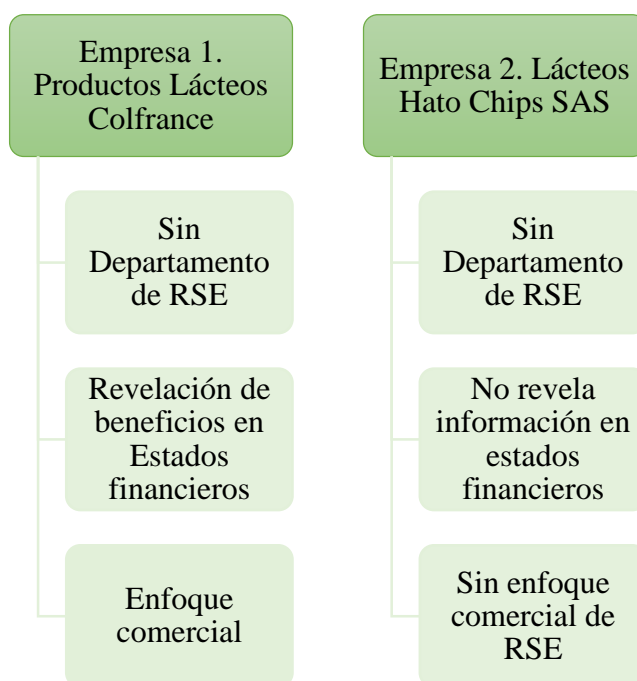 Empresa 1.
Productos Lácteos
Colfrance
Sin
Departamento
de RSE
Revelación de
beneficios en
Estados
financieros
Enfoque
comercial
Empresa 2. Lácteos
Hato Chips SAS
Sin
Departamento
de RSE
No revela
información en
estados
financieros
Sin enfoque
comercial de
RSE